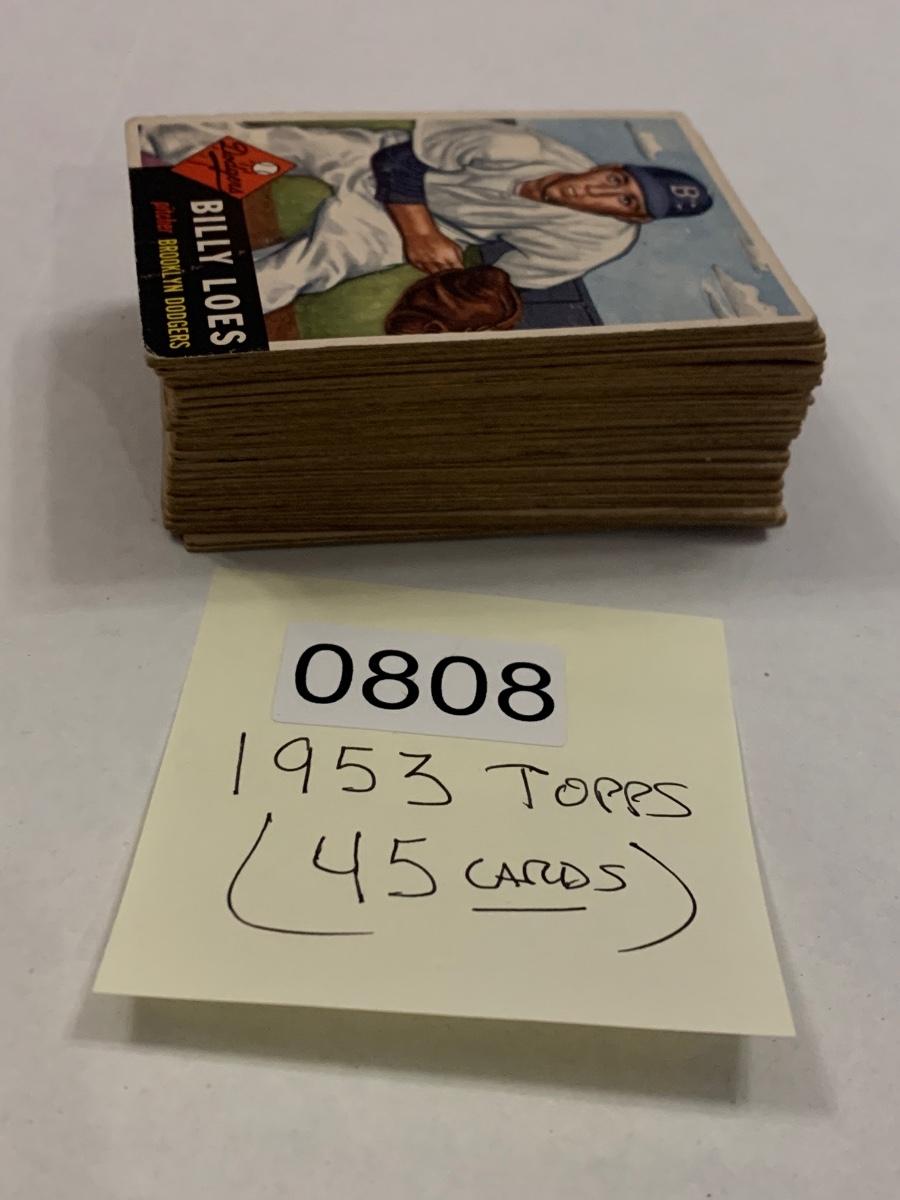 Dodgers
BILLY LOES
pitcher BROOKLYN DODGERS
B
0808
1953 TOPPS
(45 CARDS)